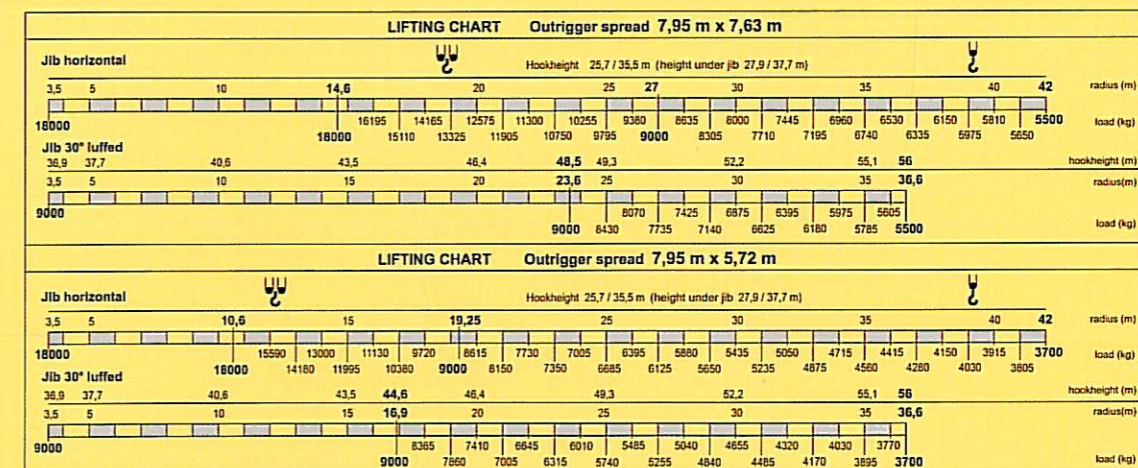 LIFTING CHART Outrigger spread 7,95 m x 7,63 m
Jib horizontal Hookheight 25,7 / 35,5 m (height under jib 27,9 / 37,7 m)
3,5 5 10 14,6 20 25 27 30 35 40 42 radius (m)
16195 14165 12575 11300 10255 9380 8635 8000 7445 6960 6530 6150 5810 5500 load (kg)
18000 18000 15110 13325 11905 10750 9795 9000 8305 7710 7195 6740 6335 5975 5650
Jib 30° luffed
36,9 37,7 40,6 43,5 46,4 48,5 49,3 52,2 55,1 56 hookheight (m)
3,5 5 10 15 20 23,6 25 30 35 36,6 radius(m)
9000 8070 7425 6875 6395 5975 5605
9000 8430 7735 7140 6625 6180 5785 5500 load (kg)
LIFTING CHART Outrigger spread 7,95 m x 5,72 m
Jib horizontal Hookheight 25,7 / 35,5 m (height under jib 27,9 / 37,7 m)
3,5 5 10,6 15 19,25 25 30 35 40 42 radius (m)
18000 15590 13000 11130 9720 8615 7730 7005 6395 5880 5435 5050 4715 4415 4150 3915 3700 load (kg)
18000 14180 11995 10380 9000 8150 7350 6685 6125 5650 5235 4875 4560 4280 4030 3805
Jib 30° luffed
36,9 37,7 40,6 43,5 44,6 46,4 49,3 52,2 55,1 56 hookheight (m)
3,5 5 10 15 16,9 20 25 30 35 36,6 radius(m)
9000 8365 7410 6645 6010 5485 5040 4655 4320 4030 3770
9000 7860 7005 6315 5740 5255 4840 4485 4170 3895 3700 load (kg)